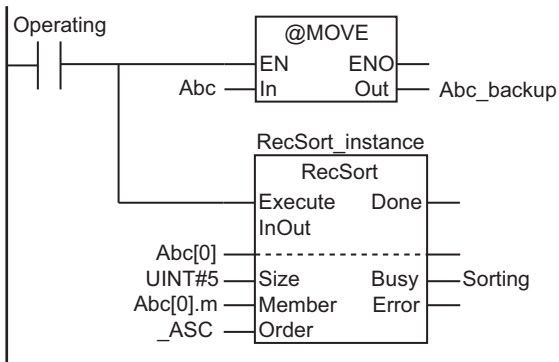 Operating
@MOVE
EN ENO
Abc In Out Abc_backup
RecSort_instance
RecSort
Execute Done
InOut
Abc[0]
UINT#5 Size Busy Sorting
Abc[0].m Member Error
_ASC Order